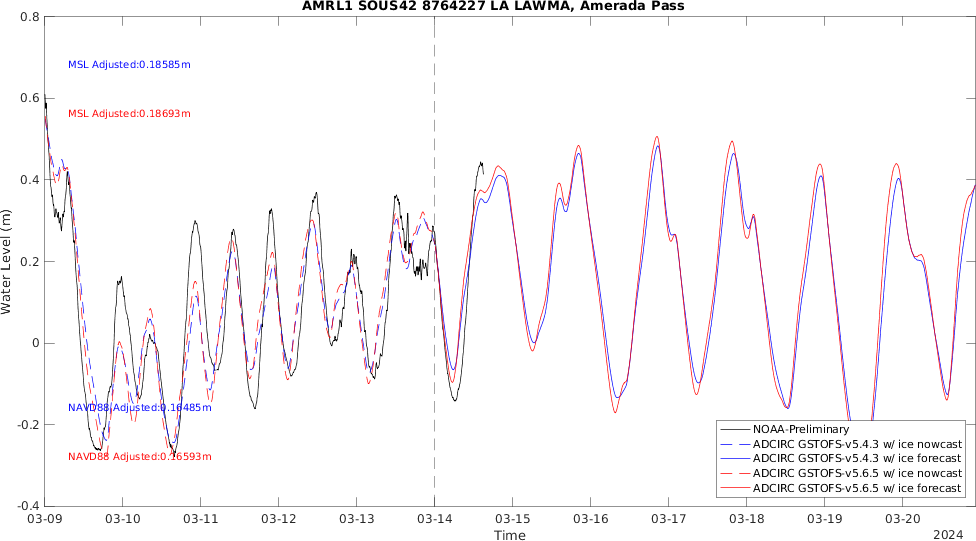 AMRL1 SOUS42 8764227 LA LAWMA, Amerada Pass
0.8
MSL Adjusted:0.18585m
0.6
MSL Adjusted:0.18693m
0.4
Water Level (m)
0.2
0
-0.2
NAVD88 Adjusted:0.16485m
NAVD88 Adjusted:0.16593m
-0.4
NOAA-Preliminary
ADCIRC GSTOFS-v5.4.3 w/ ice nowcast
ADCIRC GSTOFS-v5.4.3 w/ ice forecast
ADCIRC GSTOFS-v5.6.5 w/ ice nowcast
ADCIRC GSTOFS-v5.6.5 w/ ice forecast
03-09 03-10 03-11 03-12 03-13 03-14 03-15 03-16 03-17 03-18 03-19 03-20
Time
2024